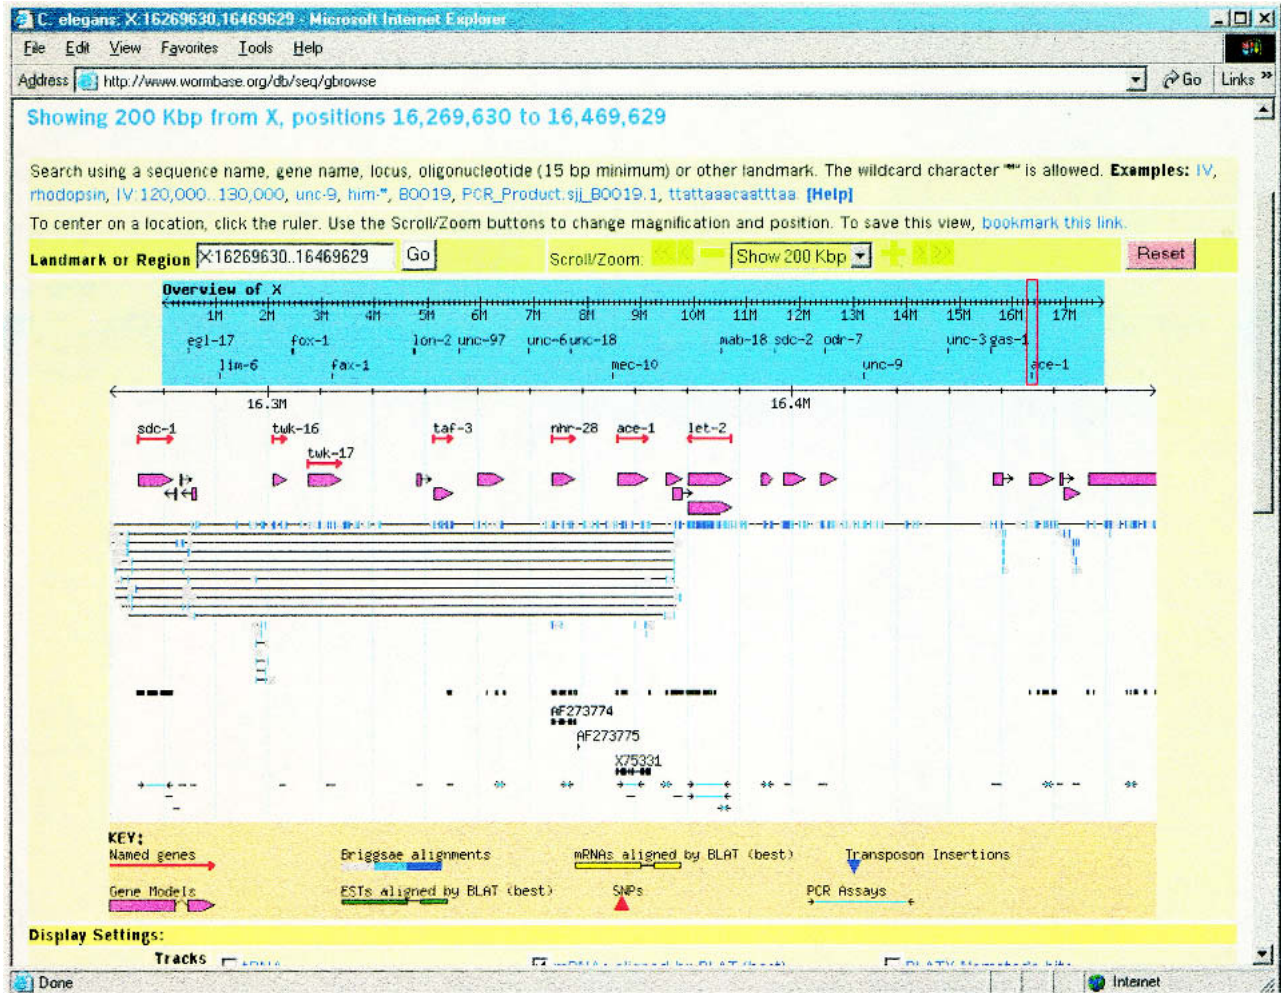 C. elegans: X:16269630,16469629 - Microsoft Internet Explorer
File Edit View Favorites Tools Help
Address http://www.wormbase.org/db/seq/gbrowse Go Links »
Showing 200 Kbp from X, positions 16,269,630 to 16,469,629
Search using a sequence name, gene name, locus, oligonucleotide (15 bp minimum) or other landmark. The wildcard character "*" is allowed. Examples: IV,
rhodopsin, IV:120,000..130,000, unc-9, him-*, B0019, PCR_Product:sjj_B0019.1, ttattaaacaatttaa [Help]
To center on a location, click the ruler. Use the Scroll/Zoom buttons to change magnification and position. To save this view, bookmark this link.
Landmark or Region X:16269630..16469629 Go Scroll/Zoom: <<< - Show 200 Kbp + >>> Reset
Overview of X
1M 2M 3M 4M 5M 6M 7M 8M 9M 10M 11M 12M 13M 14M 15M 16M 17M
egl-17 fox-1 lon-2 unc-97 unc-6 unc-18 mab-18 sdc-2 odr-7 unc-3 gas-1
lim-6 fax-1 mec-10 unc-9 ace-1
16.3M 16.4M
sdc-1 twk-16 taf-3 nhr-28 ace-1 let-2
twk-17
AF273774
AF273775
X75331
KEY:
Named genes Briggsae alignments mRNAs aligned by BLAT (best) Transposon Insertions
Gene Models ESTs aligned by BLAT (best) SNPs PCR Assays
Display Settings:
Tracks tRNA mRNAs aligned by BLAT (best) BLATX Nematode hits
Done Internet